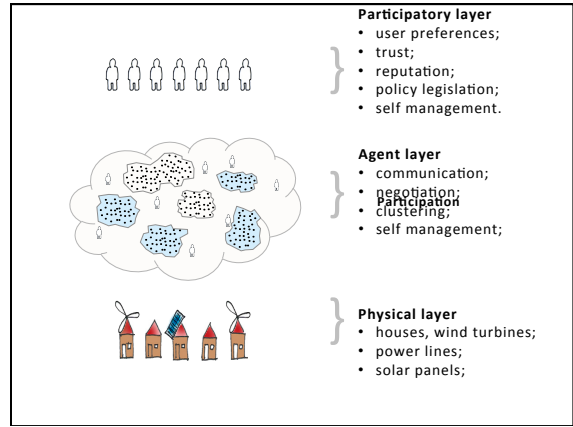 Participatory layer
• user preferences;
• trust;
• reputation;
• policy legislation;
• self management.
Agent layer
• communication;
• negotiation;
Participation
• clustering;
• self management;
Physical layer
• houses, wind turbines;
• power lines;
• solar panels;